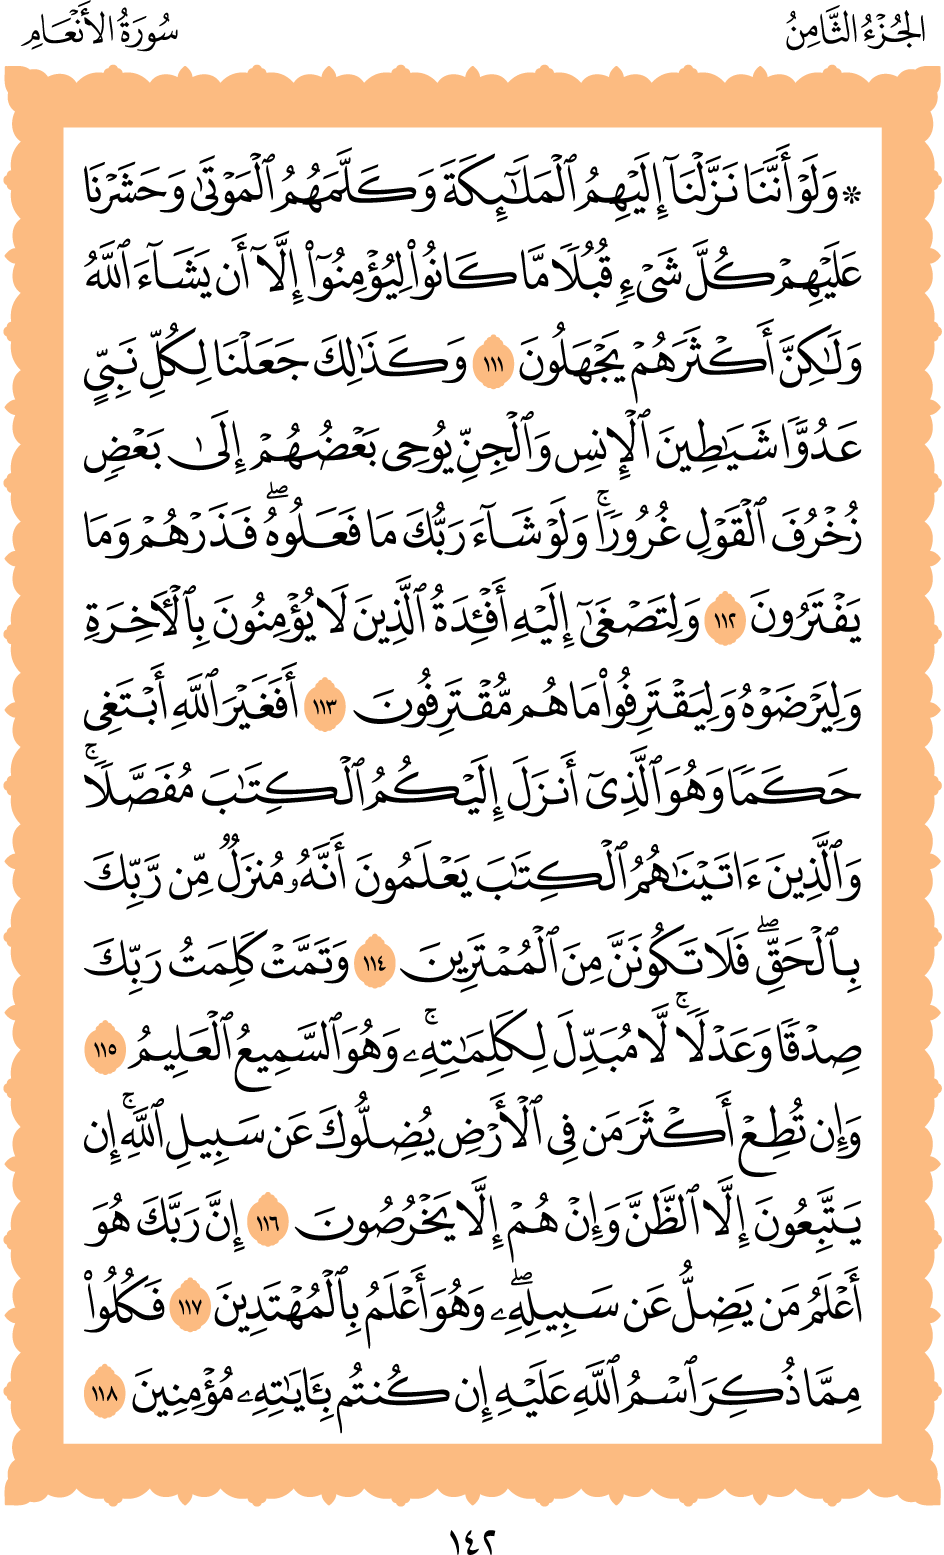 الجُزْءُ الثَّامِنُ
سُورَةُ الأَنْعَامِ
۞ وَلَوْ أَنَّنَا نَزَّلْنَآ إِلَيْهِمُ ٱلْمَلَٰٓئِكَةَ وَكَلَّمَهُمُ ٱلْمَوْتَىٰ وَحَشَرْنَا
عَلَيْهِمْ كُلَّ شَىْءٍ قُبُلًا مَّا كَانُوا۟ لِيُؤْمِنُوٓا۟ إِلَّآ أَن يَشَآءَ ٱللَّهُ
وَلَٰكِنَّ أَكْثَرَهُمْ يَجْهَلُونَ ١١١ وَكَذَٰلِكَ جَعَلْنَا لِكُلِّ نَبِىٍّ
عَدُوًّا شَيَٰطِينَ ٱلْإِنسِ وَٱلْجِنِّ يُوحِى بَعْضُهُمْ إِلَىٰ بَعْضٍ
زُخْرُفَ ٱلْقَوْلِ غُرُورًا ۚ وَلَوْ شَآءَ رَبُّكَ مَا فَعَلُوهُ ۖ فَذَرْهُمْ وَمَا
يَفْتَرُونَ ١١٢ وَلِتَصْغَىٰٓ إِلَيْهِ أَفْـِٔدَةُ ٱلَّذِينَ لَا يُؤْمِنُونَ بِٱلْـَٔاخِرَةِ
وَلِيَرْضَوْهُ وَلِيَقْتَرِفُوا۟ مَا هُم مُّقْتَرِفُونَ ١١٣ أَفَغَيْرَ ٱللَّهِ أَبْتَغِى
حَكَمًا وَهُوَ ٱلَّذِىٓ أَنزَلَ إِلَيْكُمُ ٱلْكِتَٰبَ مُفَصَّلًا ۚ
وَٱلَّذِينَ ءَاتَيْنَٰهُمُ ٱلْكِتَٰبَ يَعْلَمُونَ أَنَّهُۥ مُنَزَّلٌ مِّن رَّبِّكَ
بِٱلْحَقِّ ۖ فَلَا تَكُونَنَّ مِنَ ٱلْمُمْتَرِينَ ١١٤ وَتَمَّتْ كَلِمَتُ رَبِّكَ
صِدْقًا وَعَدْلًا ۚ لَّا مُبَدِّلَ لِكَلِمَٰتِهِۦ ۚ وَهُوَ ٱلسَّمِيعُ ٱلْعَلِيمُ ١١٥
وَإِن تُطِعْ أَكْثَرَ مَن فِى ٱلْأَرْضِ يُضِلُّوكَ عَن سَبِيلِ ٱللَّهِ ۚ إِن
يَتَّبِعُونَ إِلَّا ٱلظَّنَّ وَإِنْ هُمْ إِلَّا يَخْرُصُونَ ١١٦ إِنَّ رَبَّكَ هُوَ
أَعْلَمُ مَن يَضِلُّ عَن سَبِيلِهِۦ ۖ وَهُوَ أَعْلَمُ بِٱلْمُهْتَدِينَ ١١٧ فَكُلُوا۟
مِمَّا ذُكِرَ ٱسْمُ ٱللَّهِ عَلَيْهِ إِن كُنتُم بِـَٔايَٰتِهِۦ مُؤْمِنِينَ ١١٨
١٤٢